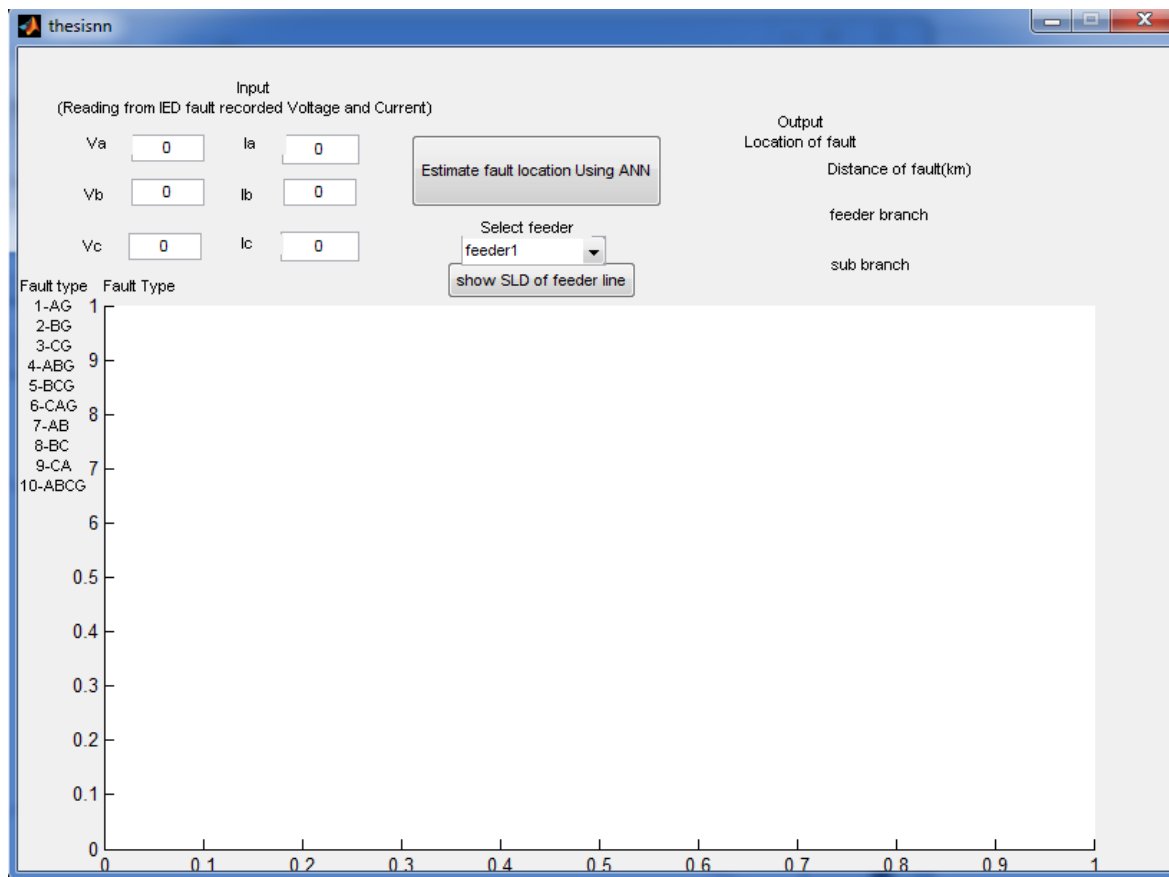 thesisnn
Input
(Reading from IED fault recorded Voltage and Current)
Va 0 Ia 0
Vb 0 Ib 0
Vc 0 Ic 0
Estimate fault location Using ANN
Select feeder
feeder1
show SLD of feeder line
Output
Location of fault
Distance of fault(km)
feeder branch
sub branch
Fault type Fault Type
1-AG
2-BG
3-CG
4-ABG
5-BCG
6-CAG
7-AB
8-BC
9-CA
10-ABCG
1
9
8
7
6
0.5
0.4
0.3
0.2
0.1
0
0 0.1 0.2 0.3 0.4 0.5 0.6 0.7 0.8 0.9 1